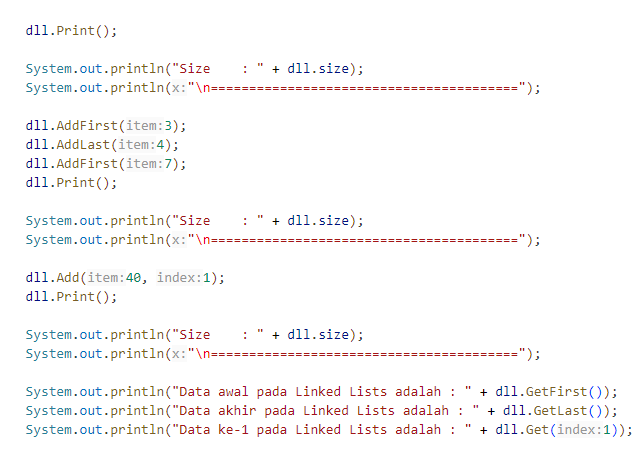 dll.Print();
System.out.println("Size    : " + dll.size);
System.out.println(x:"\n========================================");
dll.AddFirst(item:3);
dll.AddLast(item:4);
dll.AddFirst(item:7);
dll.Print();
System.out.println("Size    : " + dll.size);
System.out.println(x:"\n========================================");
dll.Add(item:40, index:1);
dll.Print();
System.out.println("Size    : " + dll.size);
System.out.println(x:"\n========================================");
System.out.println("Data awal pada Linked Lists adalah : " + dll.GetFirst());
System.out.println("Data akhir pada Linked Lists adalah : " + dll.GetLast());
System.out.println("Data ke-1 pada Linked Lists adalah : " + dll.Get(index:1));